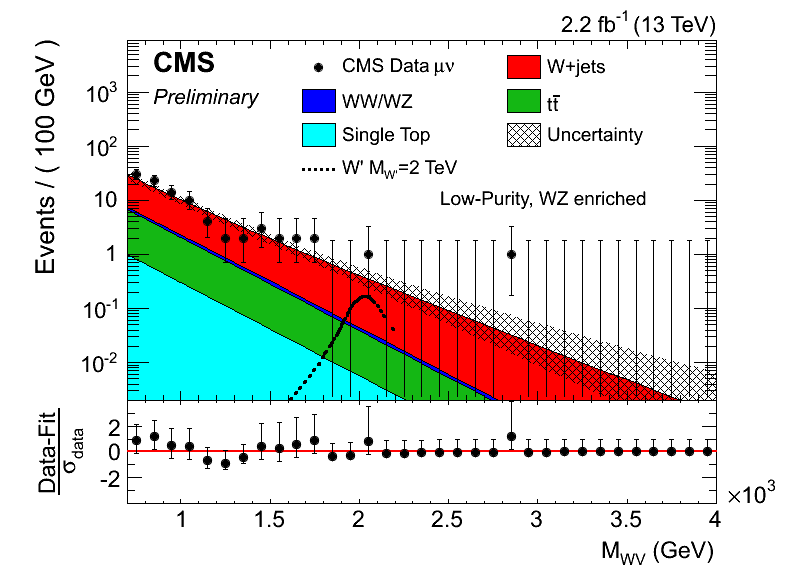 2.2 fb⁻¹ (13 TeV)
CMS
Preliminary
CMS Data μν
W+jets
WW/WZ
tt̄
Single Top
Uncertainty
W' M_W'=2 TeV
Low-Purity, WZ enriched
Events / ( 100 GeV )
10³
10²
10
1
10⁻¹
10⁻²
Data-Fit
σ_data
2
0
-2
1
1.5
2
2.5
3
3.5
4
×10³
M_WV (GeV)